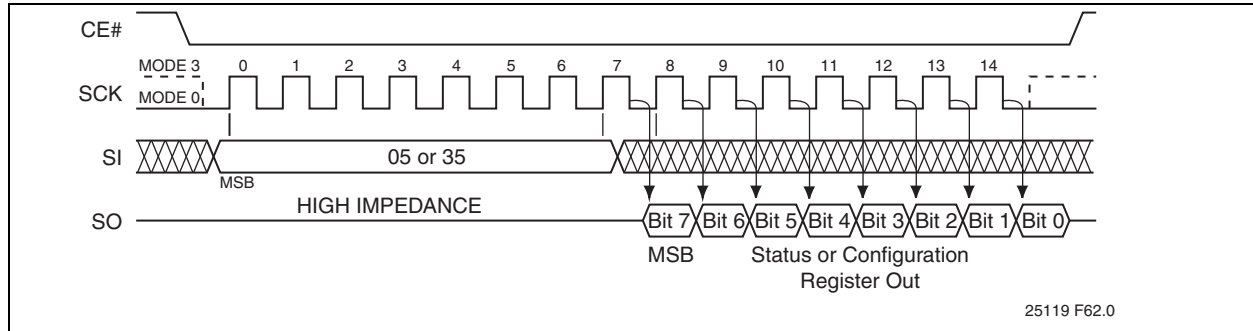 CE#
MODE 3
0 1 2 3 4 5 6 7 8 9 10 11 12 13 14
SCK
MODE 0
SI
05 or 35
MSB
HIGH IMPEDANCE
SO
Bit 7 Bit 6 Bit 5 Bit 4 Bit 3 Bit 2 Bit 1 Bit 0
MSB
Status or Configuration
Register Out
25119 F62.0